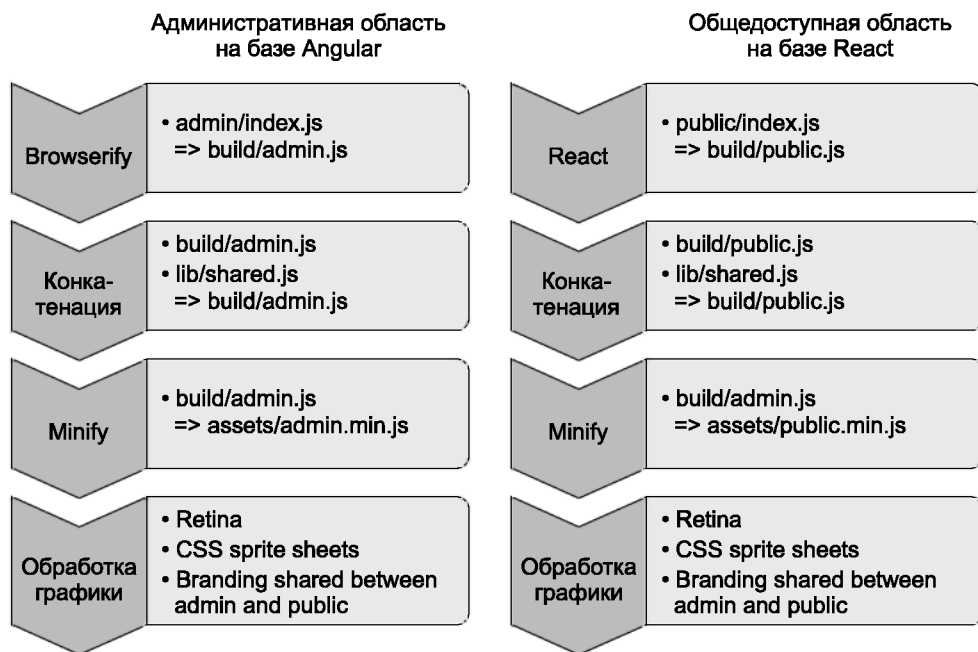 Административная область
на базе Angular
Browserify
• admin/index.js
=> build/admin.js
Конка-
тенация
• build/admin.js
• lib/shared.js
=> build/admin.js
Minify
• build/admin.js
=> assets/admin.min.js
Обработка
графики
• Retina
• CSS sprite sheets
• Branding shared between
admin and public
Общедоступная область
на базе React
React
• public/index.js
=> build/public.js
Конка-
тенация
• build/public.js
• lib/shared.js
=> build/public.js
Minify
• build/admin.js
=> assets/public.min.js
Обработка
графики
• Retina
• CSS sprite sheets
• Branding shared between
admin and public